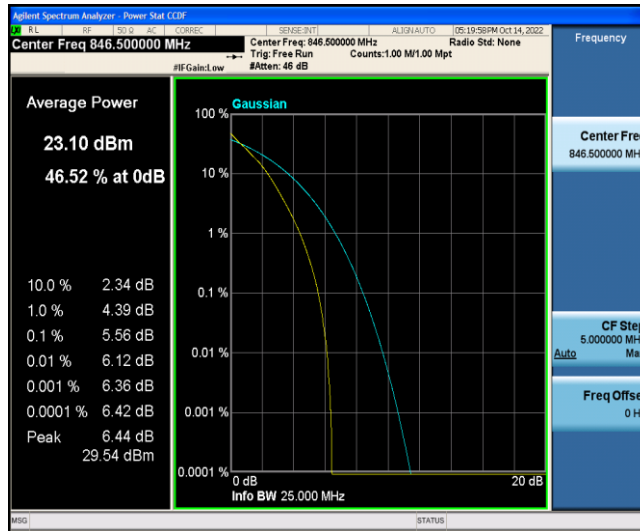 Agilent Spectrum Analyzer - Power Stat CCDF
RL RF 50 Ω AC CORREC SENSE:INT ALIGNAUTO 05:19:58PM Oct 14, 2022
Center Freq 846.500000 MHz
Center Freq: 846.500000 MHz Radio Std: None
Trig: Free Run Counts:1.00 M/1.00 Mpt
#IFGain:Low #Atten: 46 dB
Frequency
Average Power
23.10 dBm
46.52 % at 0dB
10.0 % 2.34 dB
1.0 % 4.39 dB
0.1 % 5.56 dB
0.01 % 6.12 dB
0.001 % 6.36 dB
0.0001 % 6.42 dB
Peak 6.44 dB
29.54 dBm
Gaussian
100 %
10 %
1 %
0.1 %
0.01 %
0.001 %
0.0001 %
0 dB 20 dB
Info BW 25.000 MHz
Center Fre
846.500000 MH
CF Step
5.000000 MH
Auto Ma
Freq Offse
0 H
MSG STATUS